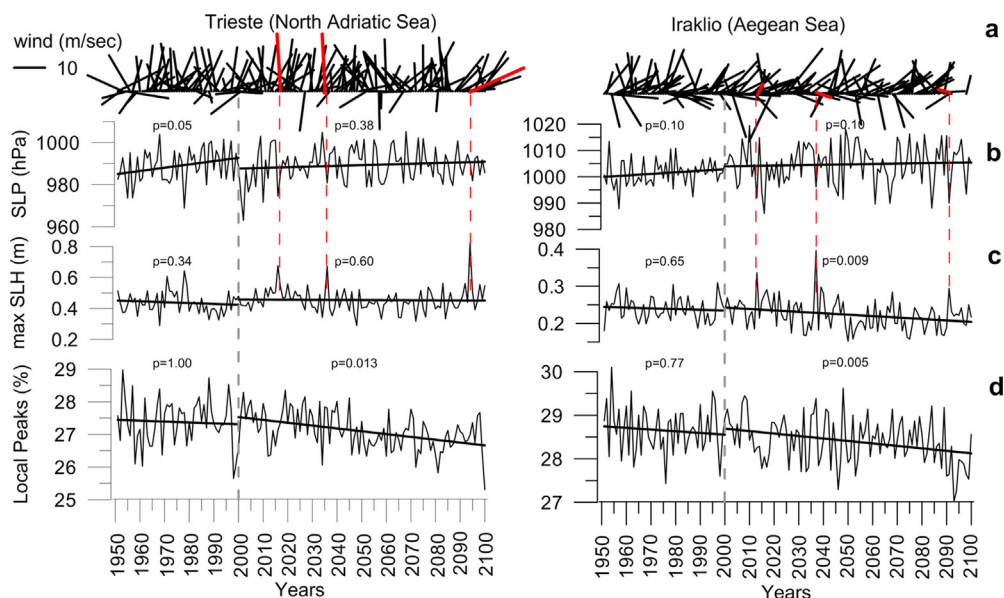 Trieste (North Adriatic Sea)
Iraklio (Aegean Sea)
a
wind (m/sec)
10
SLP (hPa)
1000
980
960
p=0.05
p=0.38
1020
1010
1000
990
980
p=0.10
p=0.10
b
max SLH (m)
0.8
0.6
0.4
0.2
p=0.34
p=0.60
0.4
0.3
0.2
p=0.65
p=0.009
c
Local Peaks (%)
29
28
27
26
25
p=1.00
p=0.013
30
29
28
27
p=0.77
p=0.005
d
1950 1960 1970 1980 1990 2000 2010 2020 2030 2040 2050 2060 2070 2080 2090 2100
Years
1950 1960 1970 1980 1990 2000 2010 2020 2030 2040 2050 2060 2070 2080 2090 2100
Years